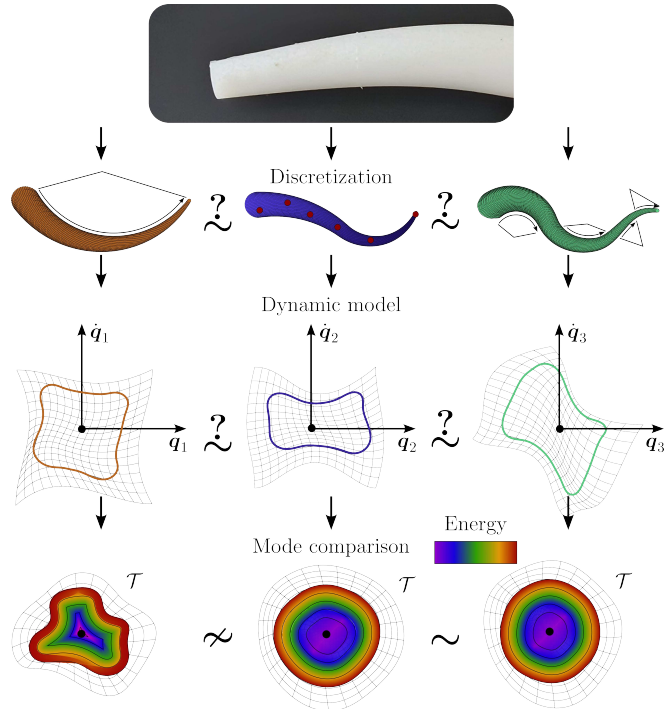 Discretization
? ∼ ? ∼
Dynamic model
q̇₁ q̇₂ q̇₃
? ∼ ? ∼
q₁ q₂ q₃
Energy
Mode comparison
𝒯 𝒯 𝒯
≁ ∼